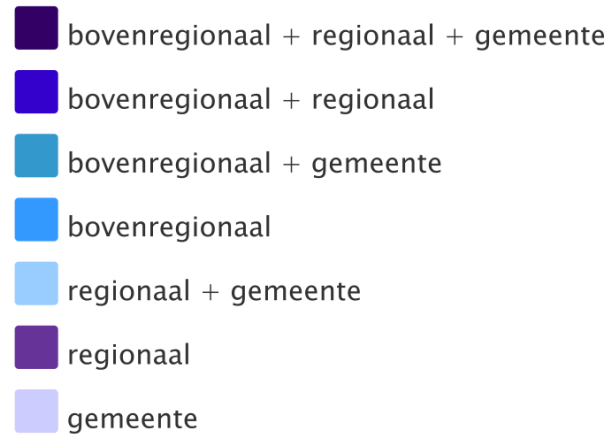 bovenregionaal + regionaal + gemeente
bovenregionaal + regionaal
bovenregionaal + gemeente
bovenregionaal
regionaal + gemeente
regionaal
gemeente